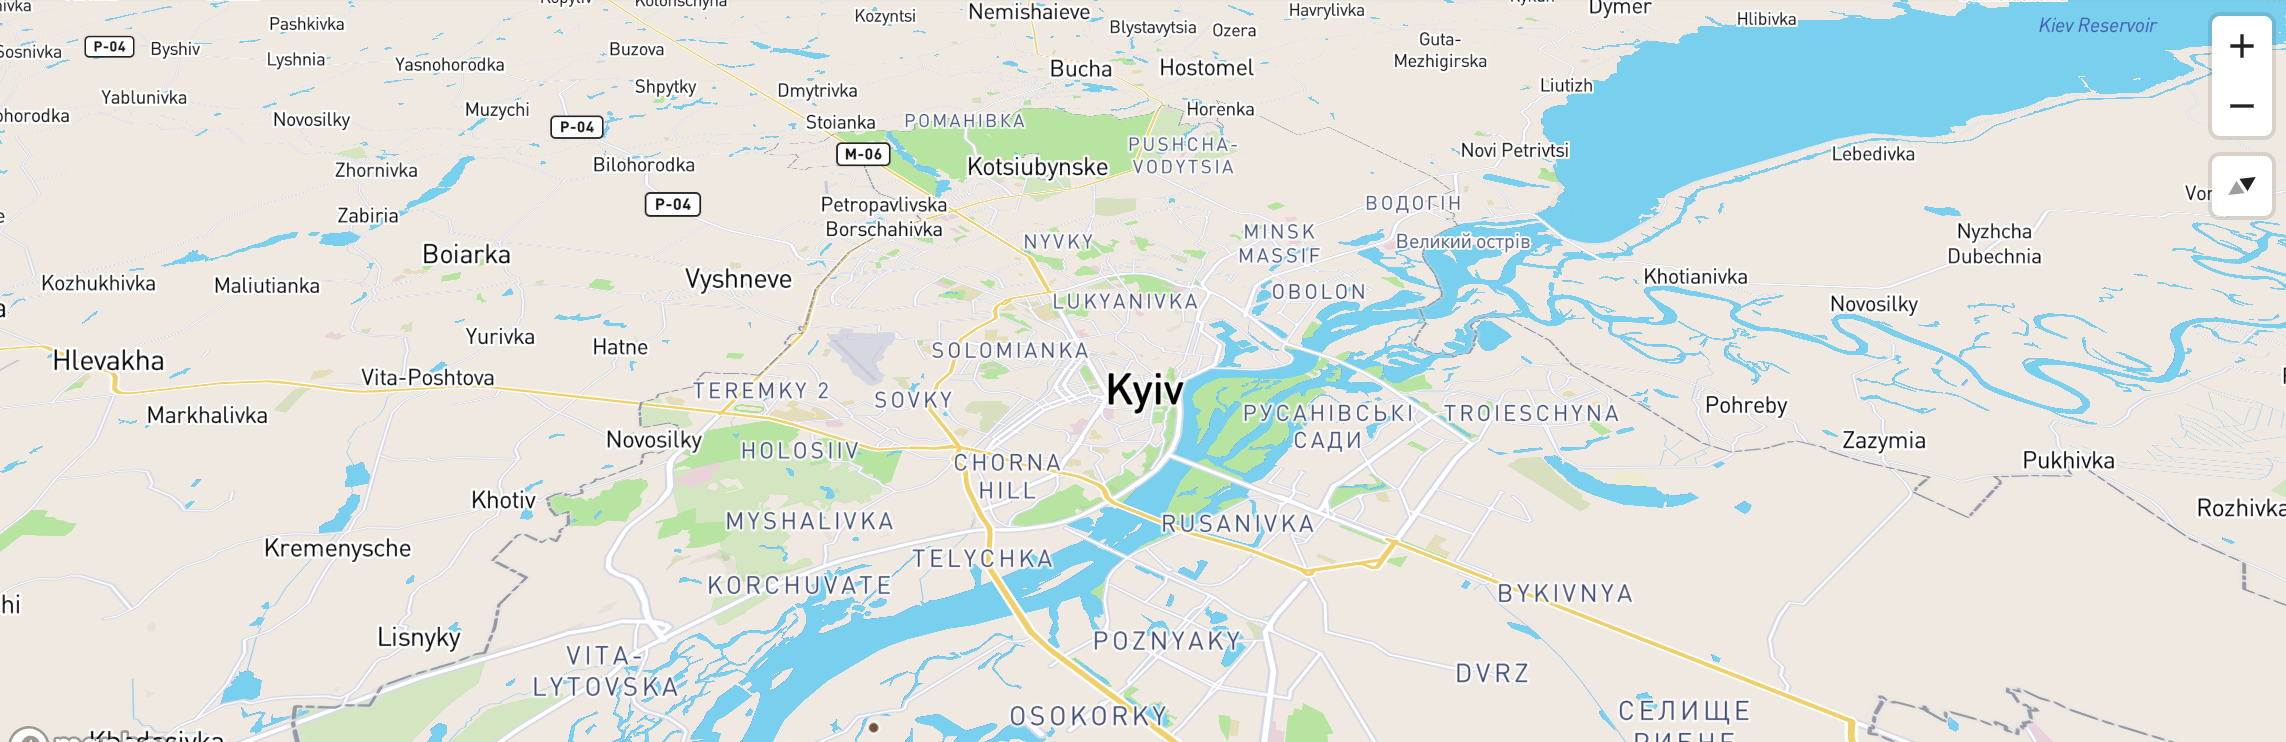 Nemishaieve
Kozyntsi
Pashkivka
Havrylivka
Dymer
Hlibivka
Kiev Reservoir
Blystavytsia
Ozera
P-04
Byshiv
Buzova
Guta-
Mezhigirska
Lyshnia
Yasnohorodka
Bucha
Hostomel
Shpytky
Dmytrivka
Liutizh
Yablunivka
Muzychi
Horenka
Novosilky
Stoianka
РОМАНІВКА
P-04
PUSHCHA-
VODYTSIA
M-06
Novi Petrivtsi
Lebedivka
Bilohorodka
Kotsiubynske
Zhornivka
P-04
Petropavlivska
Borschahivka
ВОДОГІН
Zabiria
NYVKY
MINSK
MASSIF
Великий острів
Nyzhcha
Dubechnia
Boiarka
Vyshneve
Khotianivka
Kozhukhivka
Maliutianka
LUKYANIVKA
OBOLON
Novosilky
Yurivka
Hatne
SOLOMIANKA
Hlevakha
Vita-Poshtova
TEREMKY 2
SOVKY
Kyiv
РУСАНІВСЬКІ
САДИ
TROIESCHYNA
Pohreby
Markhalivka
Novosilky
HOLOSIIV
Zazymia
CHORNA
HILL
Pukhivka
Khotiv
Rozhivka
MYSHALIVKA
RUSANIVKA
Kremenysche
TELYCHKA
KORCHUVATE
BYKIVNYA
Lisnyky
POZNYAKY
VITA-
LYTOVSKA
DVRZ
OSOKORKY
СЕЛИЩЕ
РИБНЕ